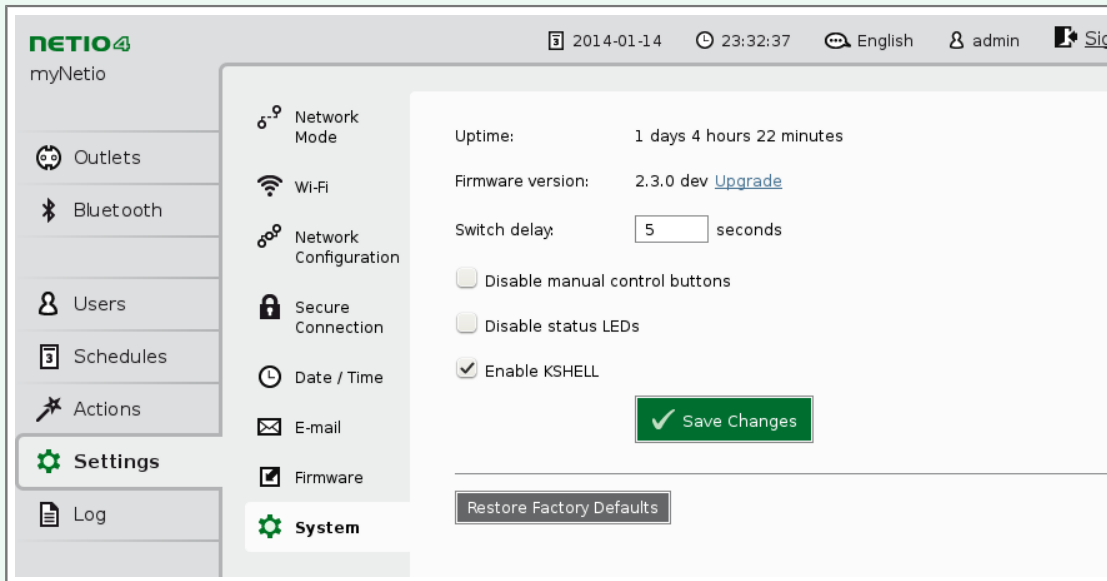 NETIO4
myNetio
3 2014-01-14 23:32:37 English admin
Outlets
Bluetooth
Users
3 Schedules
Actions
Settings
Log
Network
Mode
Wi-Fi
Network
Configuration
Secure
Connection
Date / Time
E-mail
Firmware
System
Uptime: 1 days 4 hours 22 minutes
Firmware version: 2.3.0 dev Upgrade
Switch delay: 5 seconds
Disable manual control buttons
Disable status LEDs
Enable KSHELL
Save Changes
Restore Factory Defaults